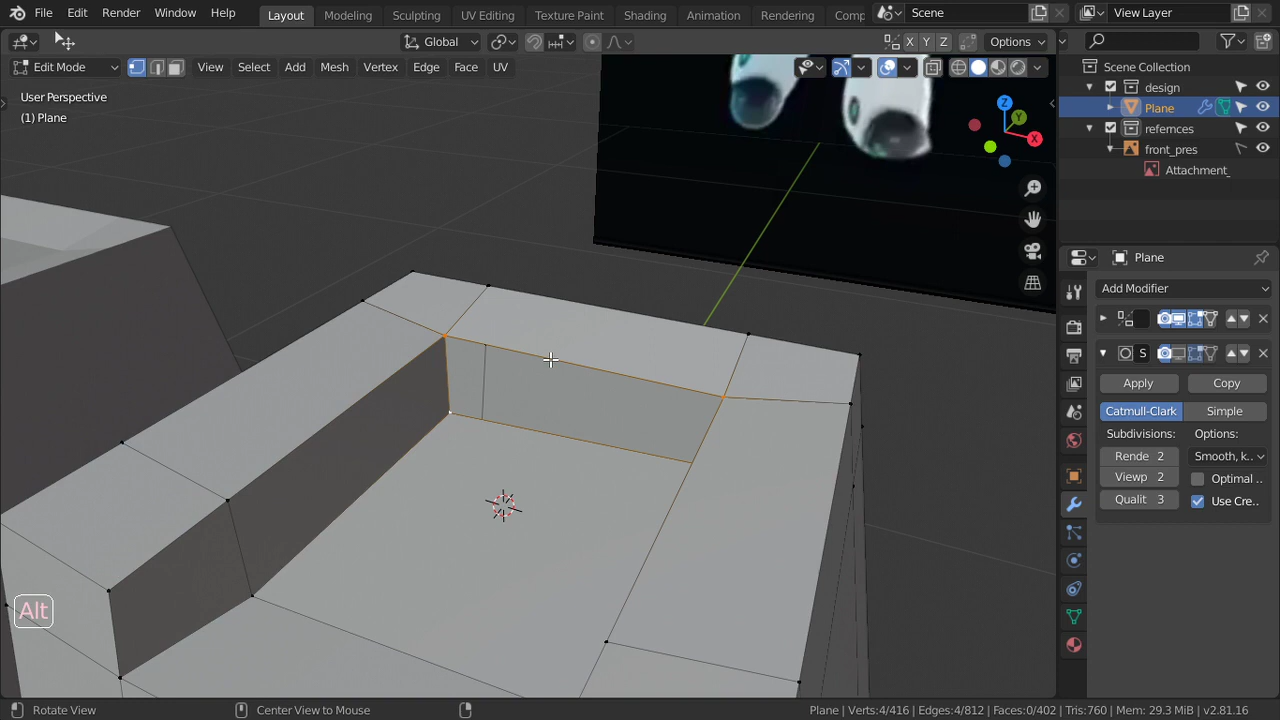 File Edit Render Window Help Layout Modeling Sculpting UV Editing Texture Paint Shading Animation Rendering Comp Scene View Layer
Global X Y Z Options
Edit Mode View Select Add Mesh Vertex Edge Face UV
User Perspective
(1) Plane
Z
Y
X
Alt
Scene Collection
design
Plane
refernces
front_pres
Attachment_
Plane
Add Modifier
S
Apply Copy
Catmull-Clark Simple
Subdivisions: Options:
Rende 2 Smooth, k..
Viewp 2 Optimal ..
Qualit 3 Use Cre..
Rotate View Center View to Mouse Plane | Verts:4/416 | Edges:4/812 | Faces:0/402 | Tris:760 | Mem: 29.3 MiB | v2.81.16